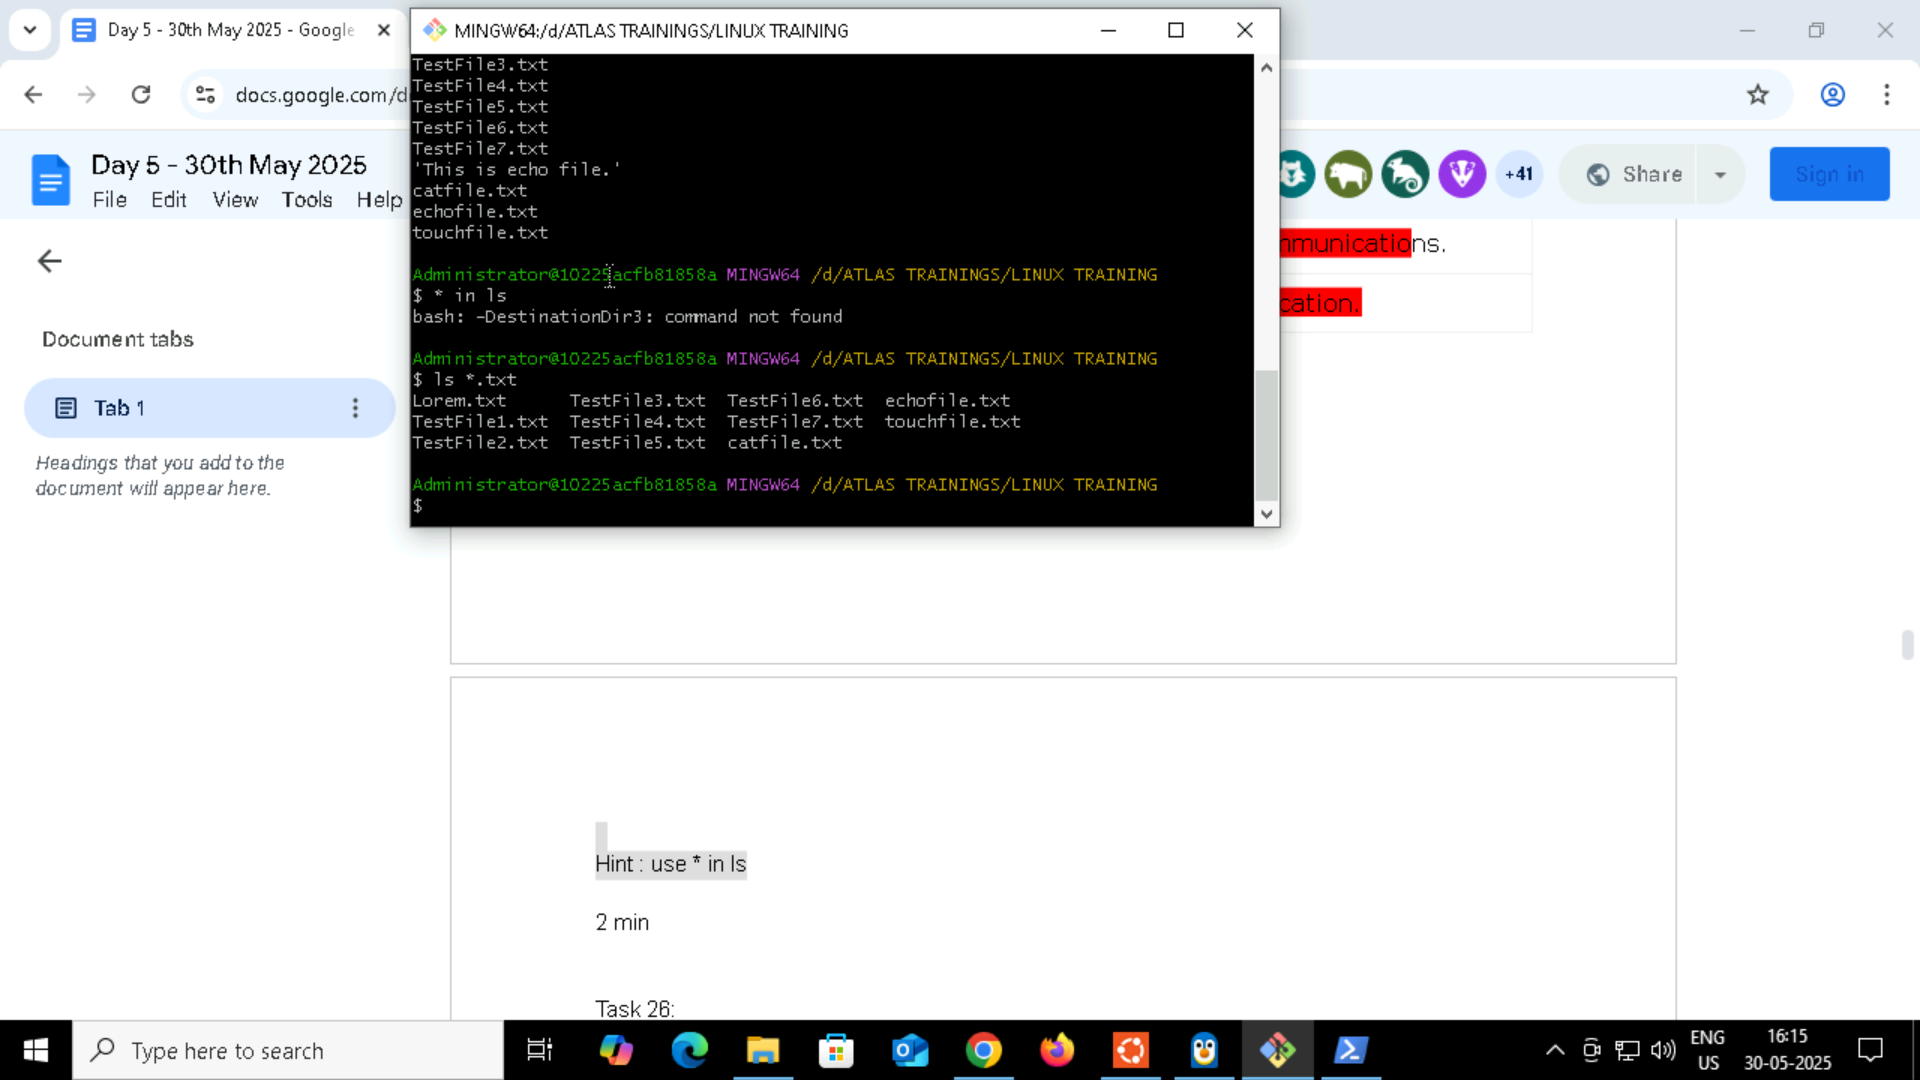 Day 5 - 30th May 2025 - Google
MINGW64:/d/ATLAS TRAININGS/LINUX TRAINING
docs.google.com/d
Day 5 - 30th May 2025
File Edit View Tools Help
+41
Share
Sign in
Document tabs
Tab 1
Headings that you add to the
document will appear here.
TestFile3.txt
TestFile4.txt
TestFile5.txt
TestFile6.txt
TestFile7.txt
'This is echo file.'
catfile.txt
echofile.txt
touchfile.txt
Administrator@10225acfb81858a MINGW64 /d/ATLAS TRAININGS/LINUX TRAINING
$ * in ls
bash: -DestinationDir3: command not found
Administrator@10225acfb81858a MINGW64 /d/ATLAS TRAININGS/LINUX TRAINING
$ ls *.txt
Lorem.txt TestFile3.txt TestFile6.txt echofile.txt
TestFile1.txt TestFile4.txt TestFile7.txt touchfile.txt
TestFile2.txt TestFile5.txt catfile.txt
Administrator@10225acfb81858a MINGW64 /d/ATLAS TRAININGS/LINUX TRAINING
$
mmunications.
cation.
Hint : use * in ls
2 min
Task 26:
Type here to search
ENG
US
16:15
30-05-2025